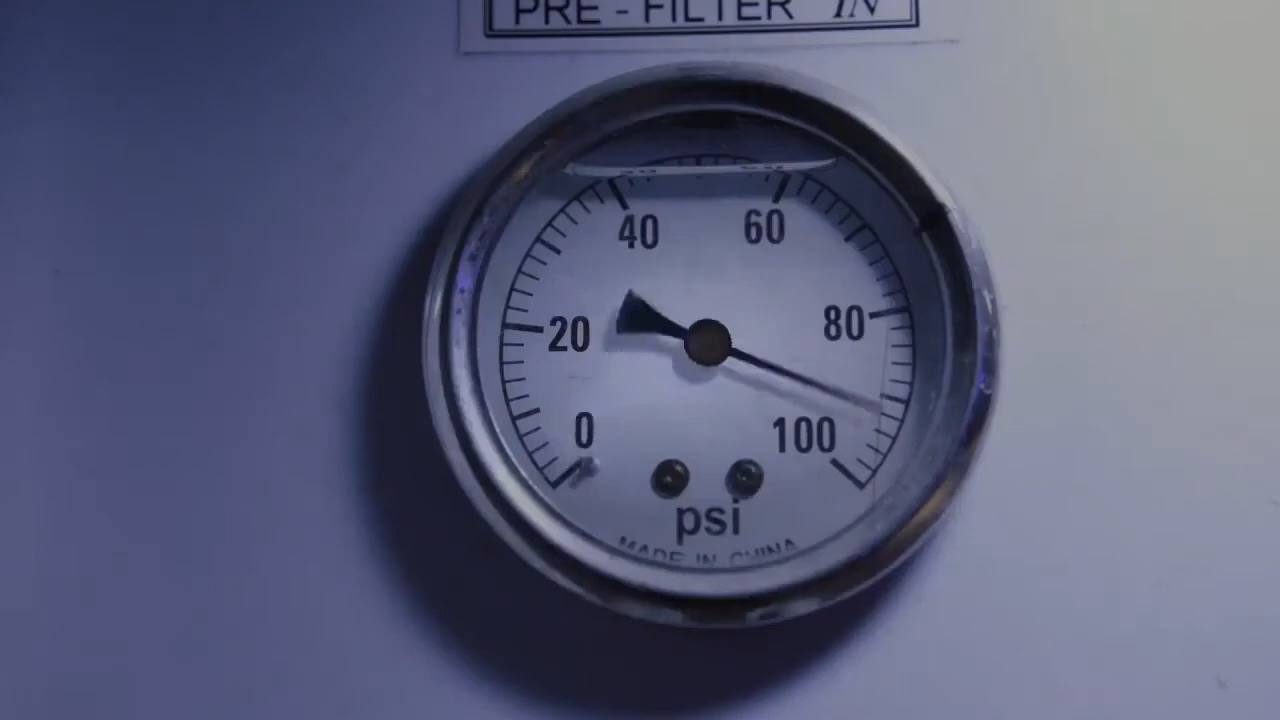 PRE - FILTER IN
40 60
20 80
0 100
psi
MADE IN CHINA